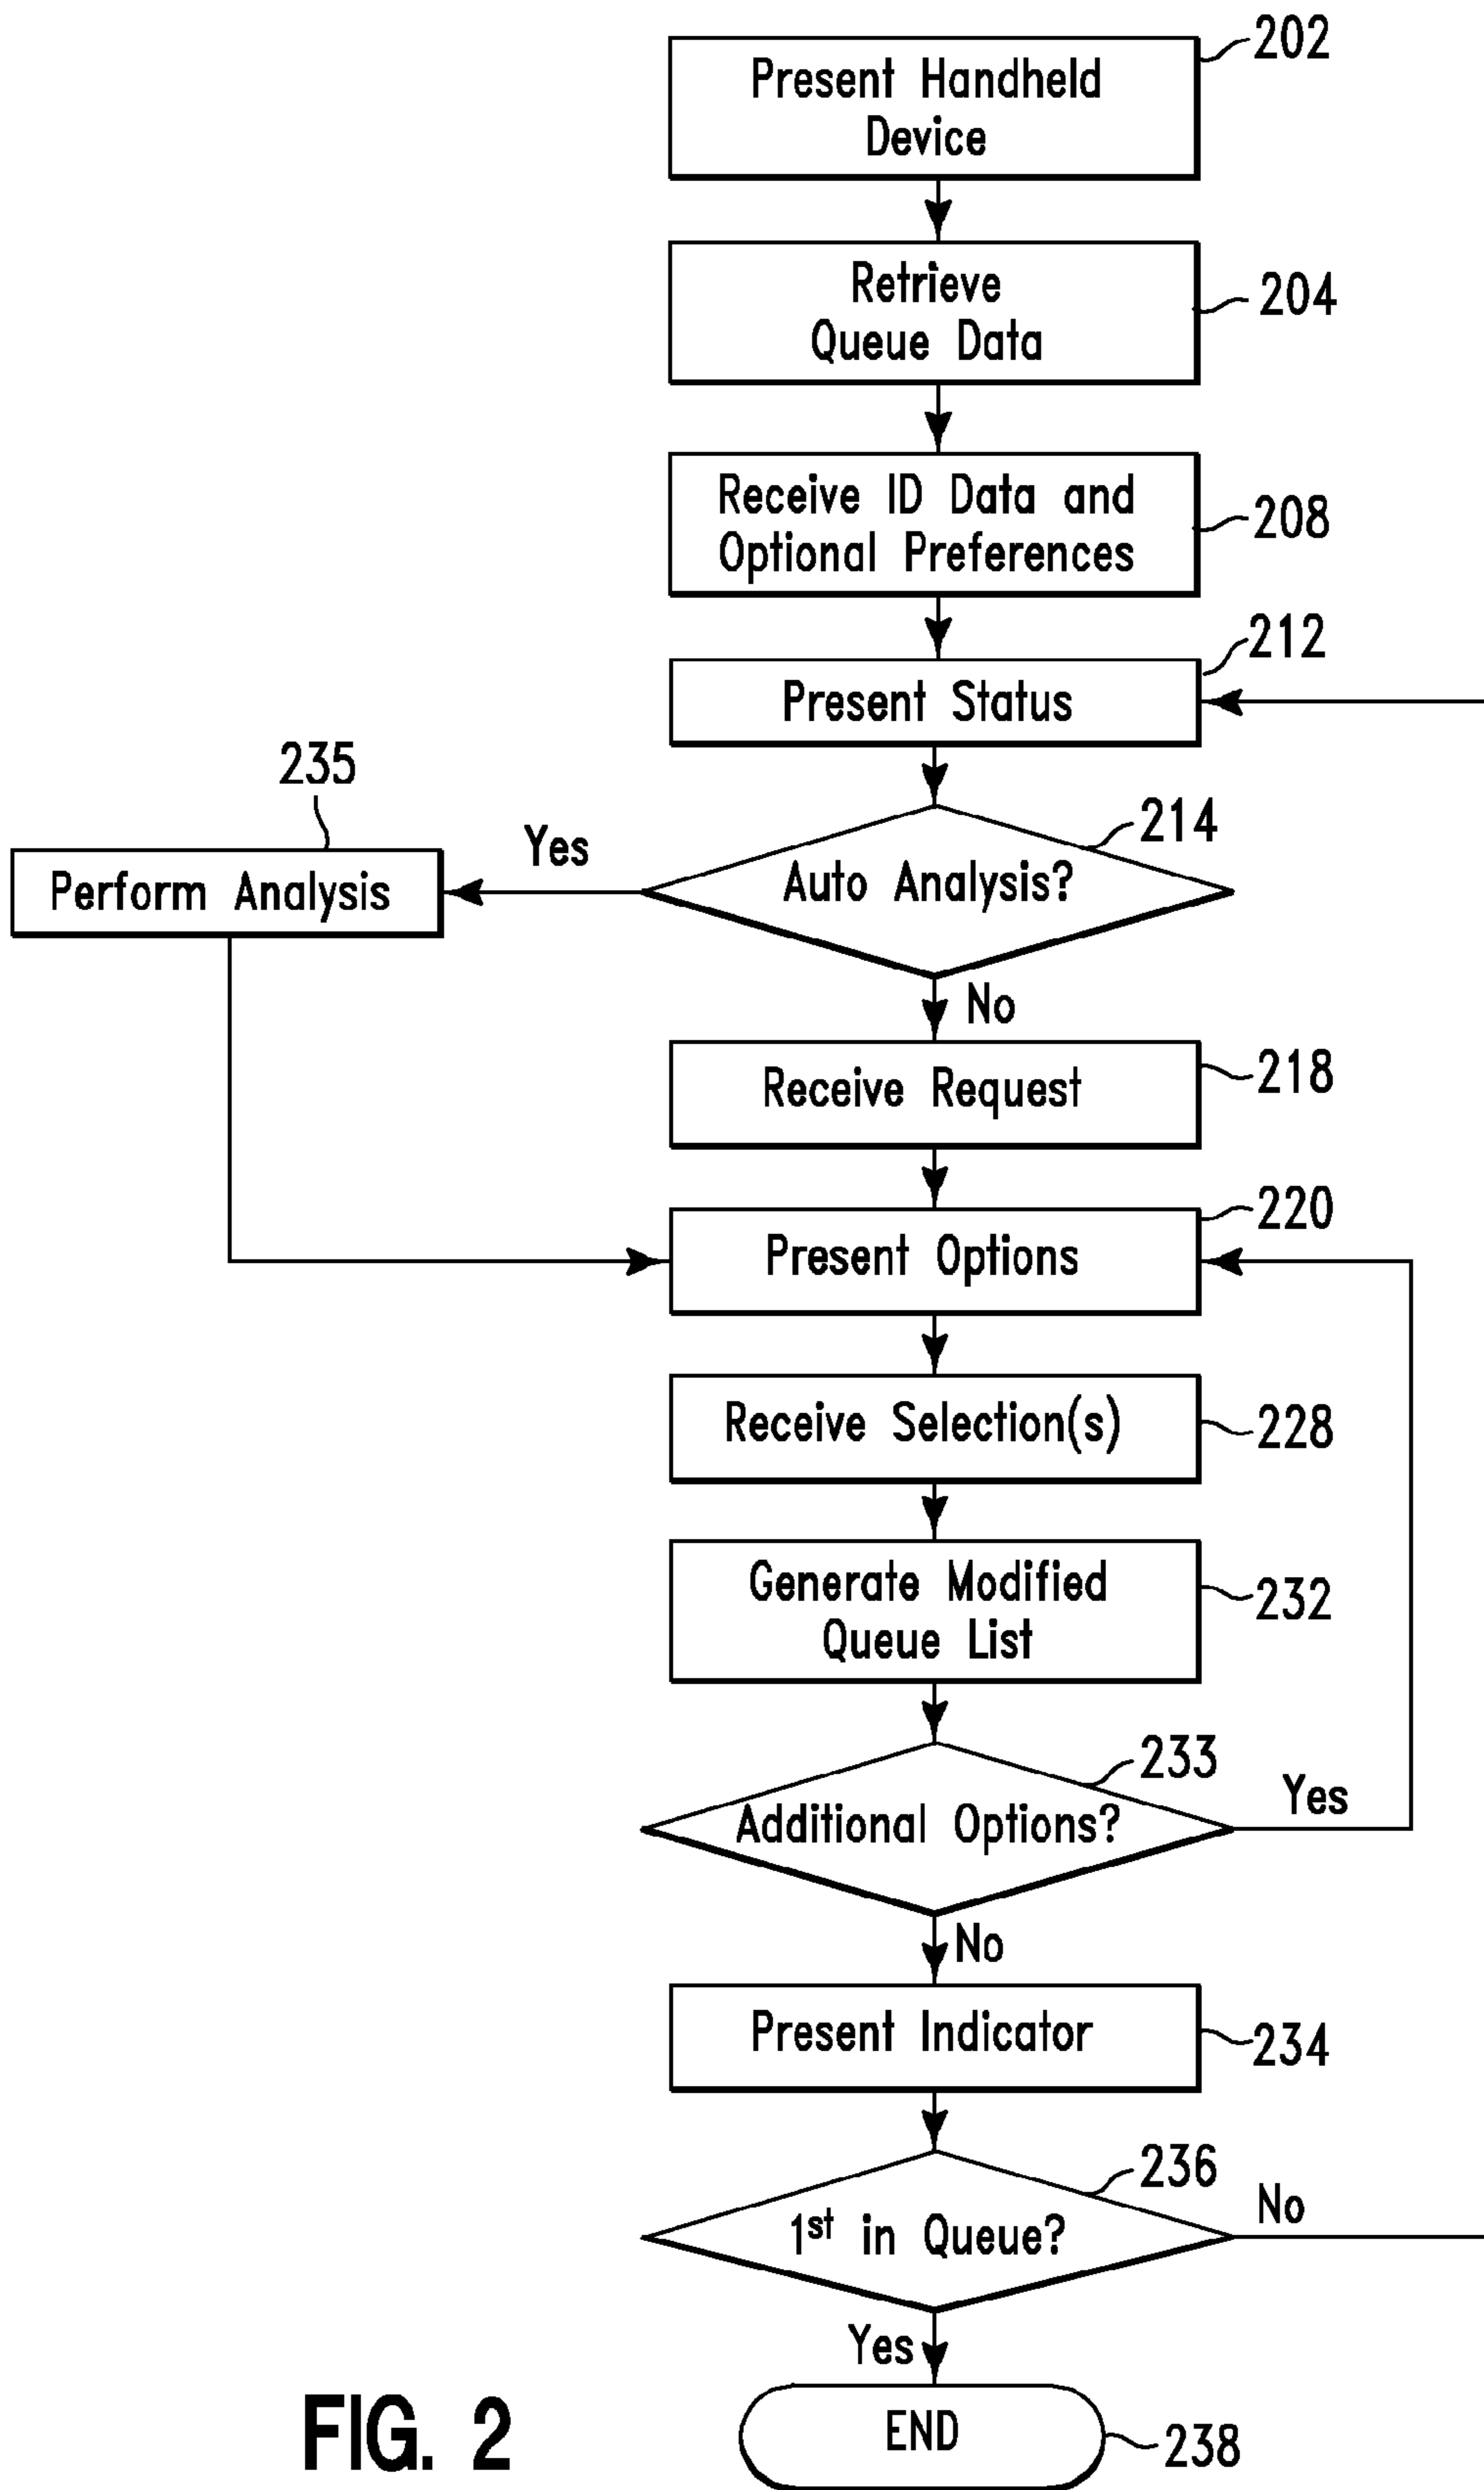 202
Present Handheld
Device
204
Retrieve
Queue Data
208
Receive ID Data and
Optional Preferences
212
Present Status
235
214
Yes
Perform Analysis
Auto Analysis?
No
218
Receive Request
220
Present Options
228
Receive Selection(s)
232
Generate Modified
Queue List
233
Yes
Additional Options?
No
234
Present Indicator
236
No
1st in Queue?
Yes
END
238
FIG. 2